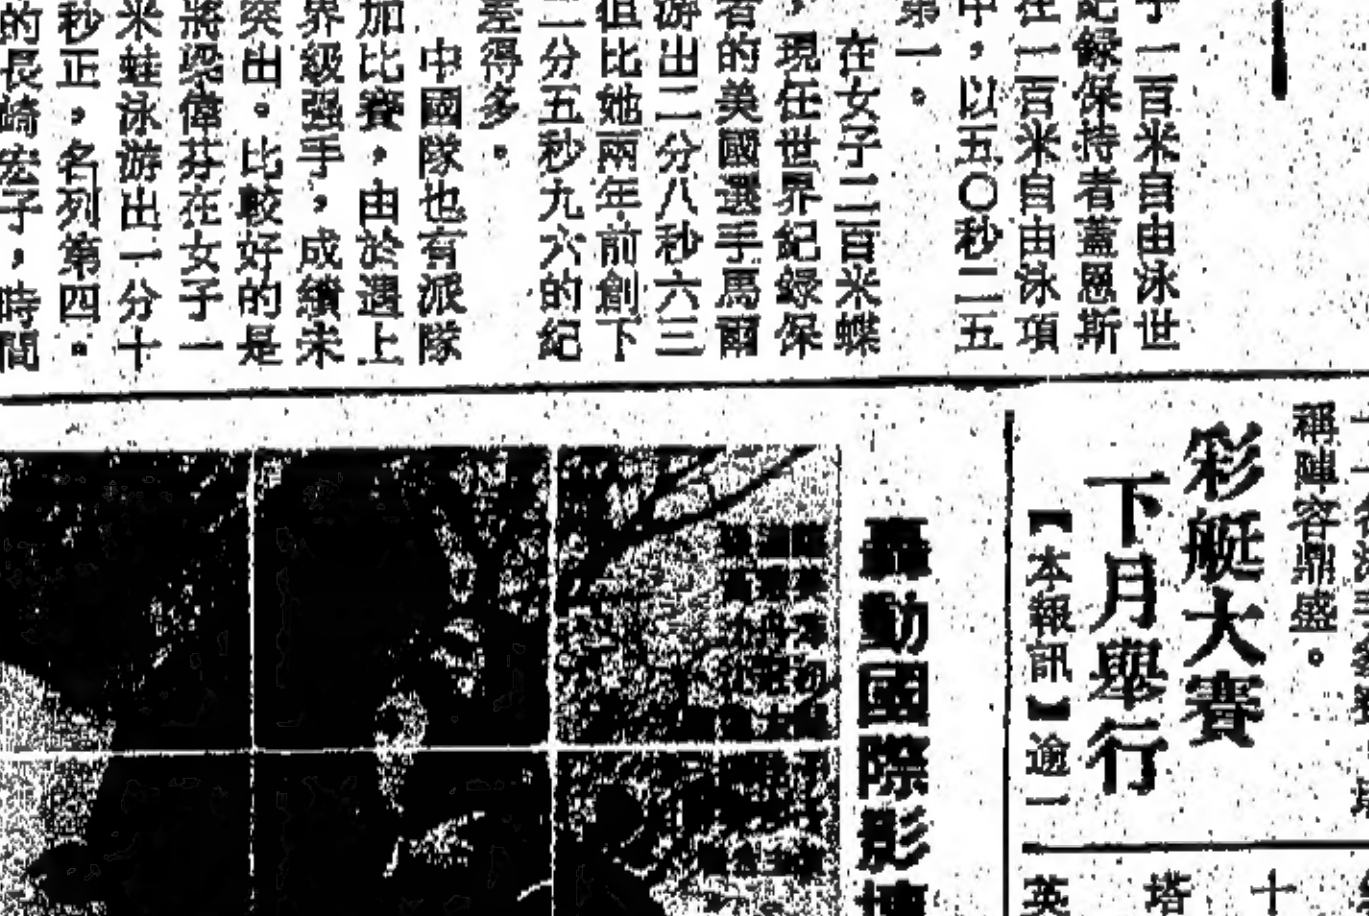 子一百米自由泳世
紀錄保持者蓋恩斯
在一百米自由泳項
中，以五〇秒二五
第一。
在女子二百米蝶
，現任世界紀錄保
者的美國選手馬爾
游出二分八秒六三
但比她兩年前創下
二分五秒九六的紀
差得多。
中國隊也有派隊
加比賽，由於遇上
界級强手，成績未
突出。比較好的是
將梁偉芬在女子一
米蛙泳游出一分十
秒正，名列第四。
的長崎宏子，時間
稱陣容鼎盛。
彩艇大賽
下月舉行
【本報訊】逾一
十
塔
英
轟動國際影壇